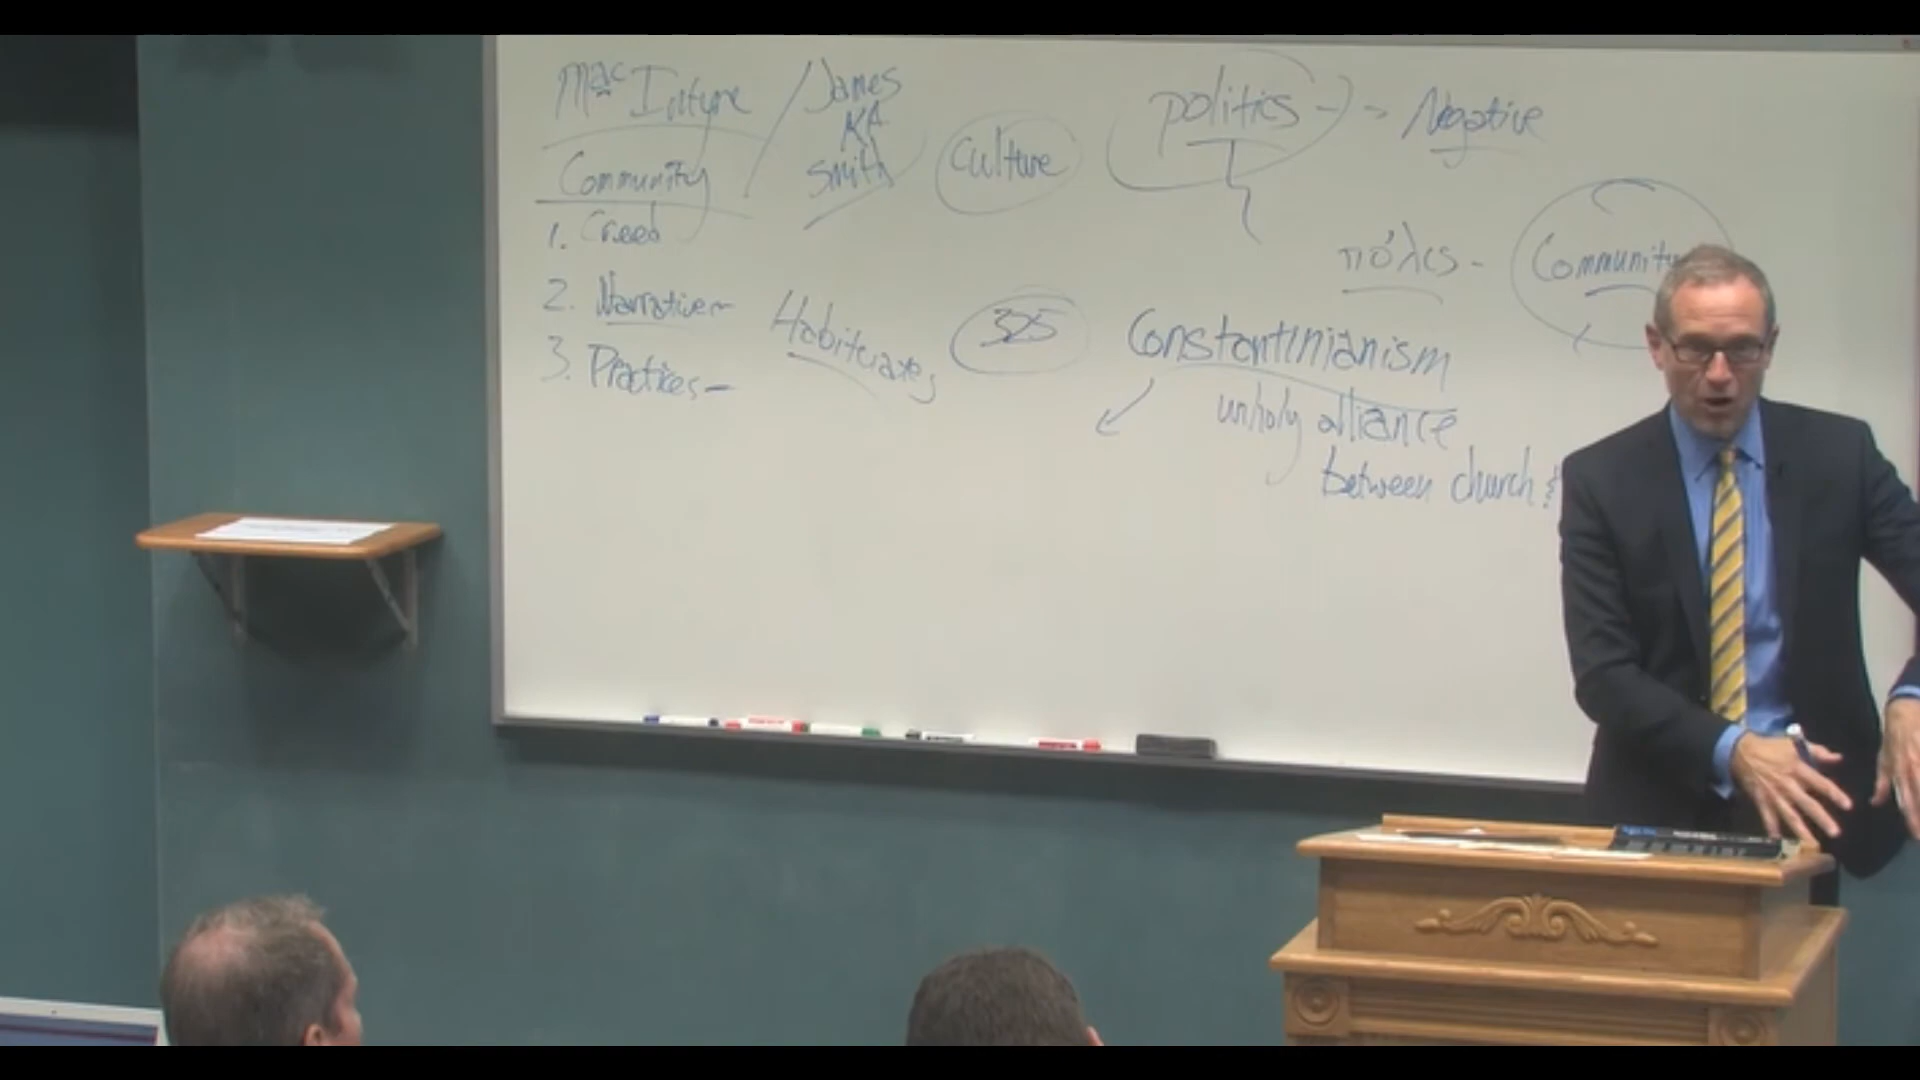 MacIntyre / James
KA
Smith
Community
1. Creed
2. Narrative -
3. Practices -
Habituates
Culture
politics - - Negative
πόλις - Community
325 Constantinianism
unholy alliance
between church &